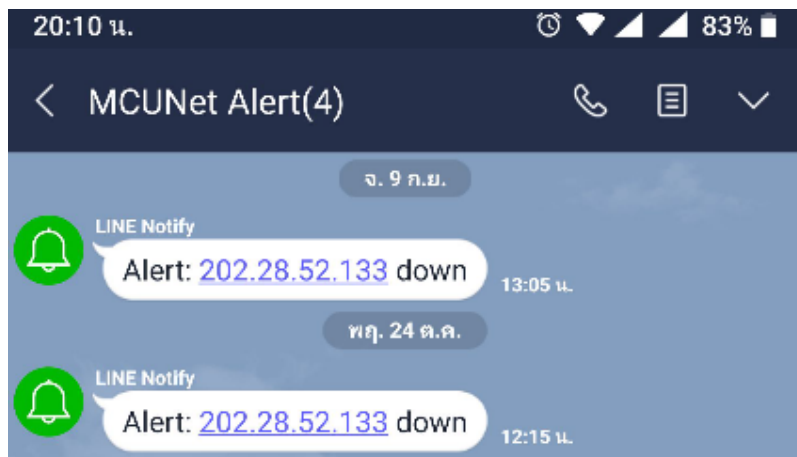 20:10 น.
83%
MCUNet Alert(4)
จ. 9 ก.ย.
LINE Notify
Alert: 202.28.52.133 down
13:05 น.
พฤ. 24 ต.ค.
LINE Notify
Alert: 202.28.52.133 down
12:15 น.